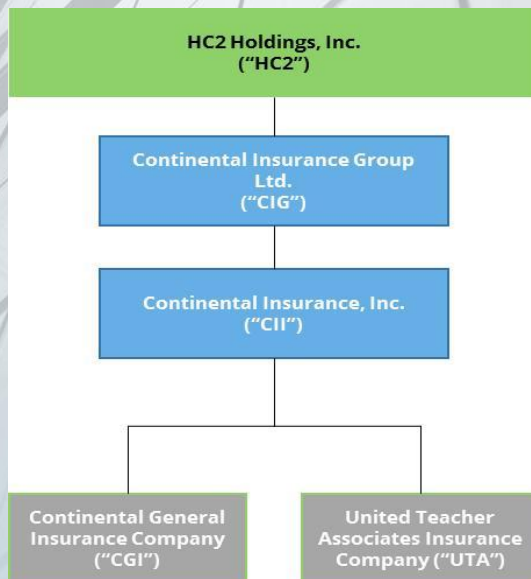 HC2 Holdings, Inc.
(“HC2”)
Continental Insurance Group
Ltd.
(“CIG”)
Continental Insurance, Inc.
(“CII”)
Continental General
Insurance Company
(“CGI”)
United Teacher
Associates Insurance
Company (“UTA”)